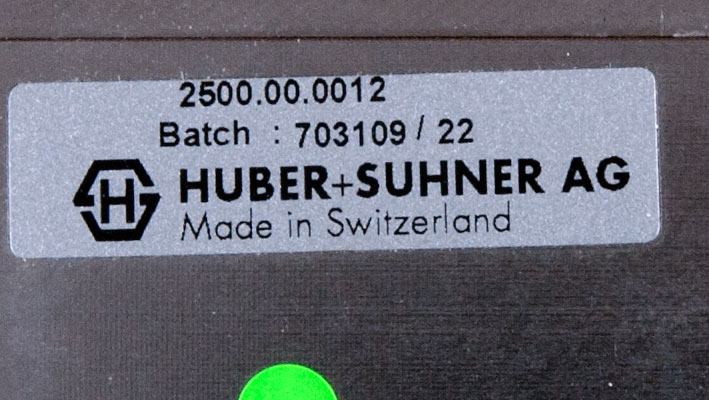 2500.00.0012
Batch : 703109 / 22
H HUBER+SUHNER AG
Made in Switzerland